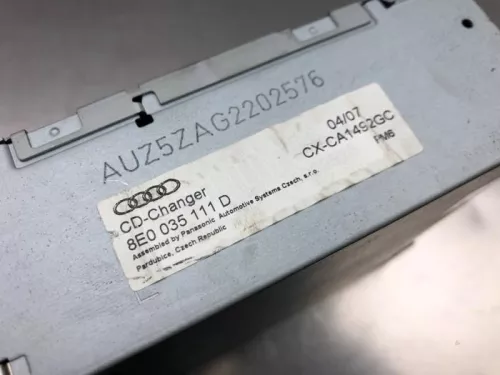 AUZ5ZAG2202576
CD-Changer
8E0 035 111 D
Assembled by Panasonic Automotive Systems Czech, s.r.o.
Pardubice, Czech Republic
04/07
CX-CA1492GC
PM6